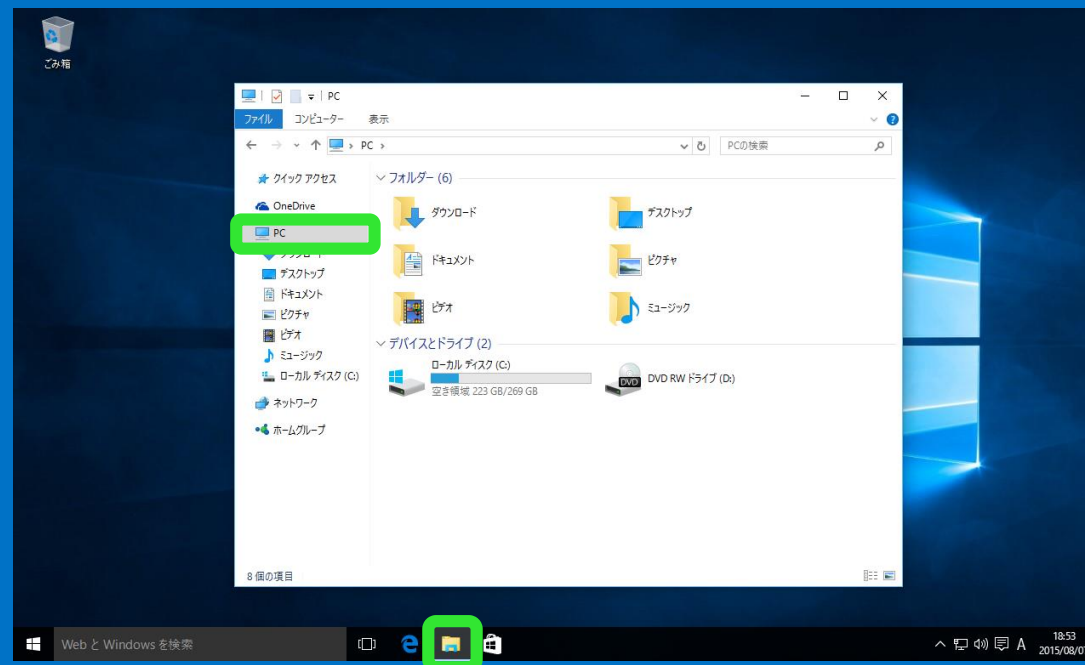 ごみ箱
PC
ファイル コンピューター 表示
PC
PCの検索
クイック アクセス
OneDrive
PC
デスクトップ
ドキュメント
ピクチャ
ビデオ
ミュージック
ローカル ディスク (C:)
ネットワーク
ホームグループ
フォルダー (6)
ダウンロード
デスクトップ
ドキュメント
ピクチャ
ビデオ
ミュージック
デバイスとドライブ (2)
ローカル ディスク (C:)
空き領域 223 GB/269 GB
DVD
DVD RW ドライブ (D:)
8 個の項目
Web と Windows を検索
A
18:53
2015/08/0